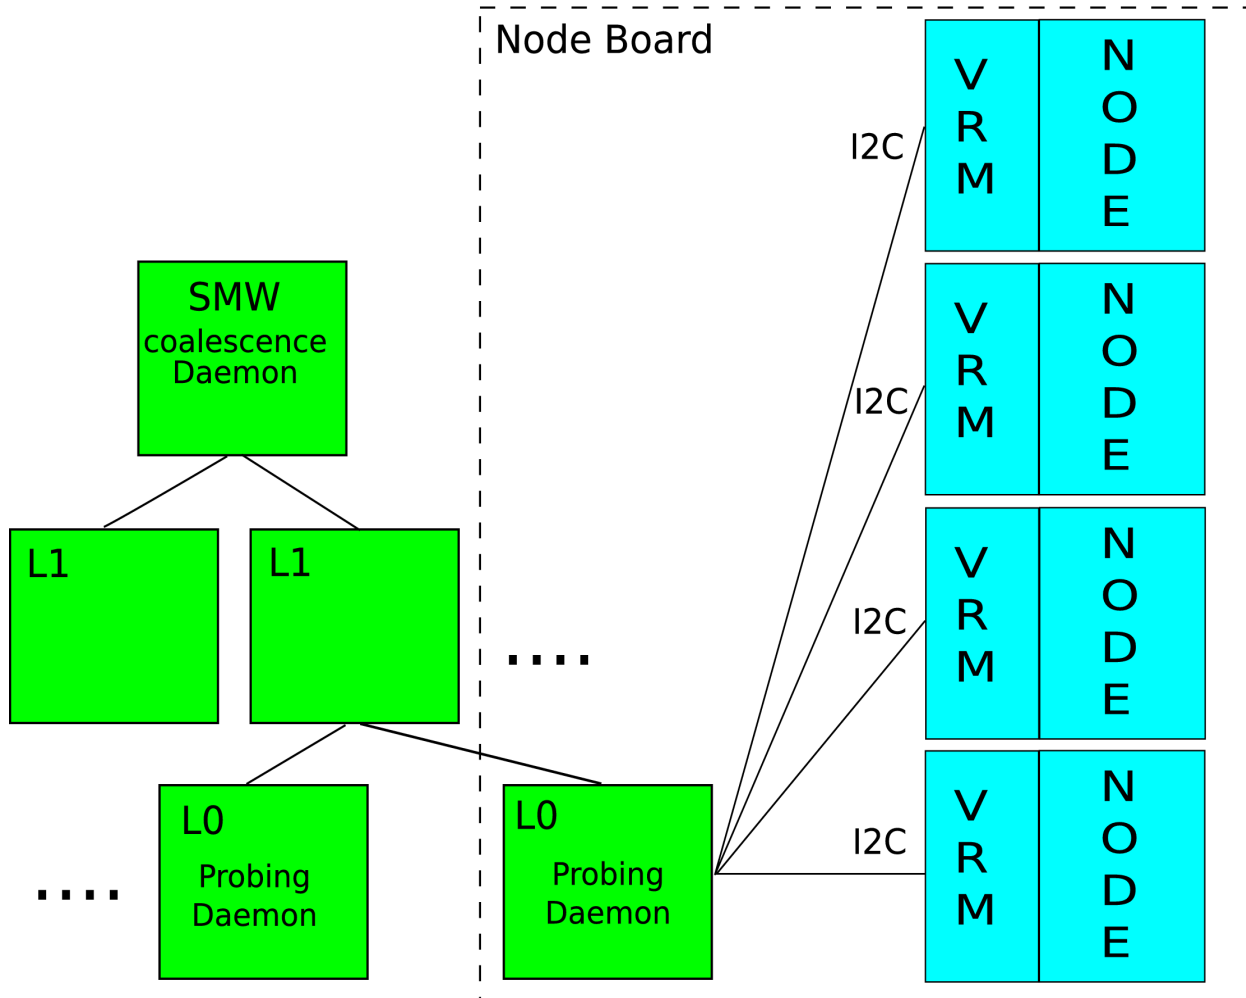 Node Board
SMW
coalescence
Daemon
L1
L1
....
L0
Probing
Daemon
....
L0
Probing
Daemon
I2C
I2C
I2C
I2C
V
R
M
N
O
D
E
V
R
M
N
O
D
E
V
R
M
N
O
D
E
V
R
M
N
O
D
E